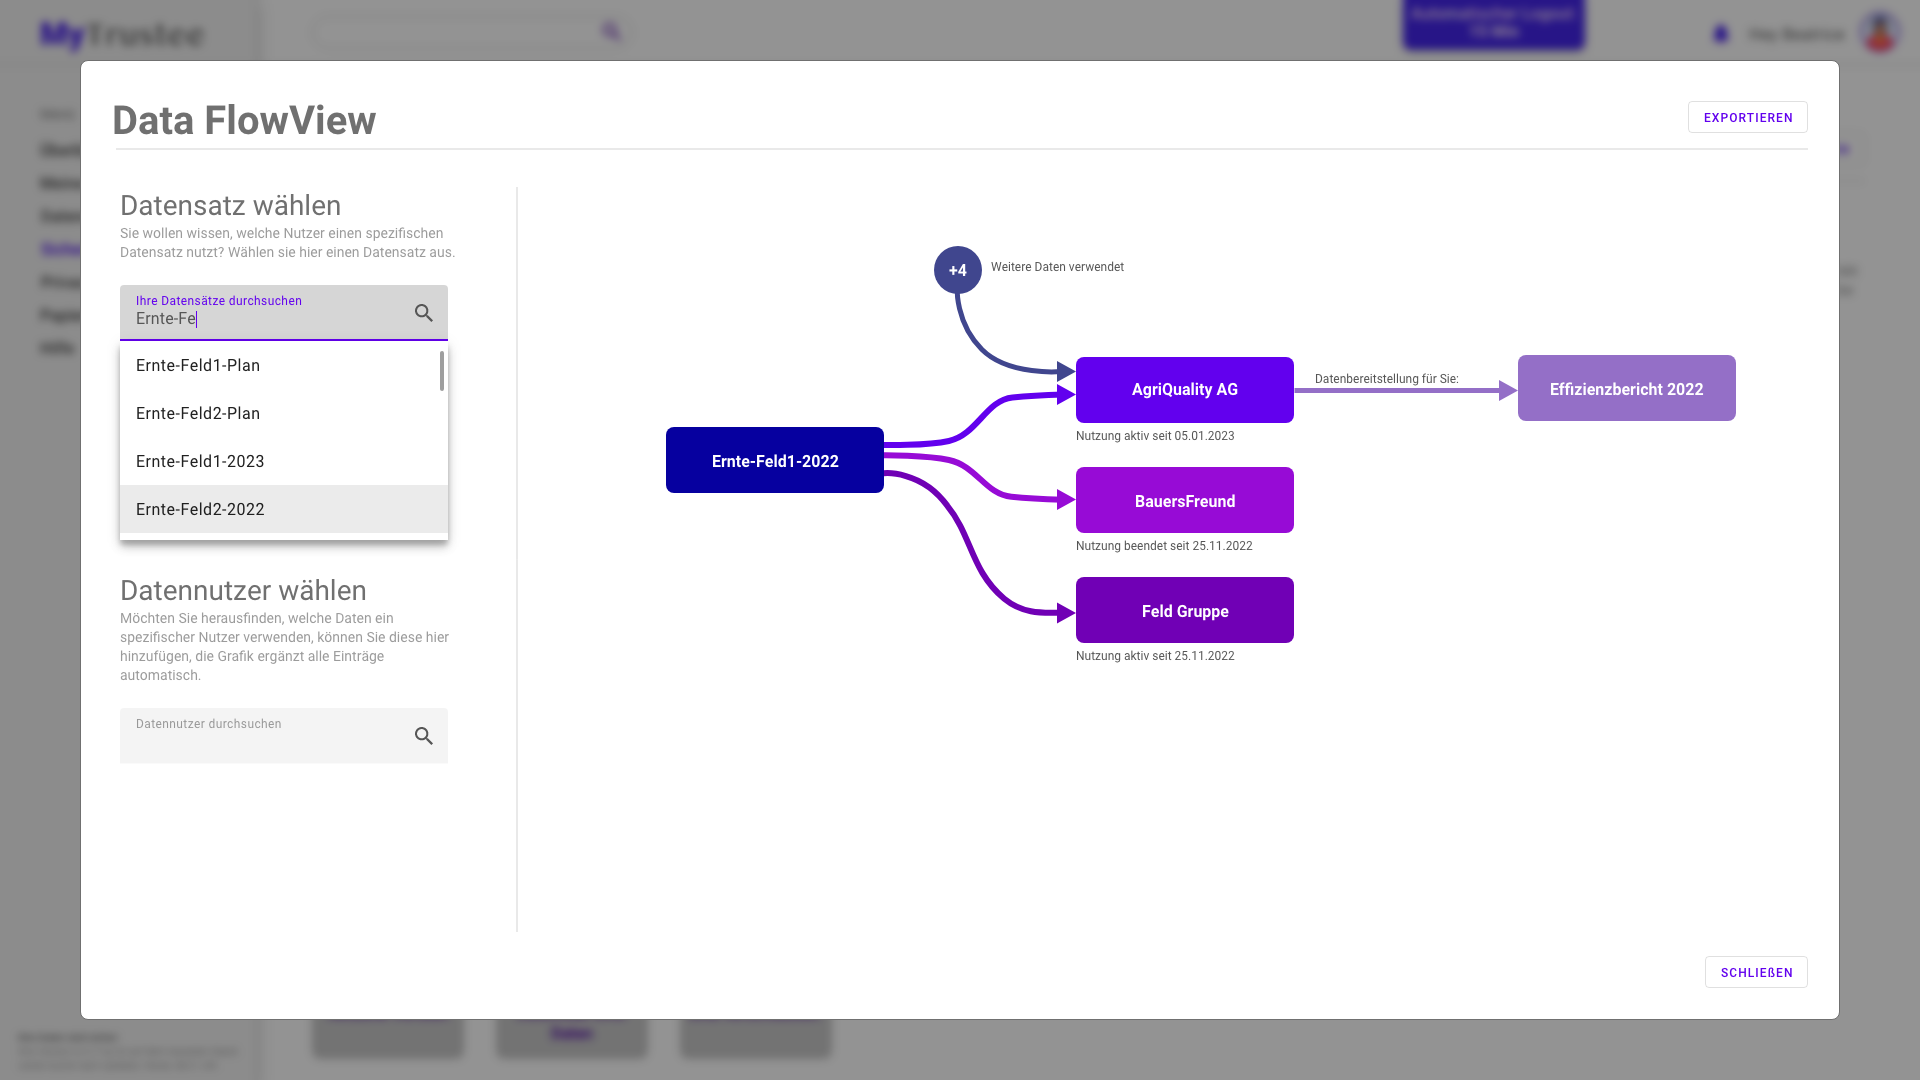 MyTrustee
Automatischer Logout
Hey Beatrice
Data FlowView
EXPORTIEREN
Datensatz wählen
Sie wollen wissen, welche Nutzer einen spezifischen
Datensatz nutzt? Wählen sie hier einen Datensatz aus.
Ihre Datensätze durchsuchen
Ernte-Fe
Ernte-Feld1-Plan
Ernte-Feld2-Plan
Ernte-Feld1-2023
Ernte-Feld2-2022
Datennutzer wählen
Möchten Sie herausfinden, welche Daten ein
spezifischer Nutzer verwenden, können Sie diese hier
hinzufügen, die Grafik ergänzt alle Einträge
automatisch.
Datennutzer durchsuchen
+4
Weitere Daten verwendet
Ernte-Feld1-2022
AgriQuality AG
Nutzung aktiv seit 05.01.2023
Datenbereitstellung für Sie:
Effizienzbericht 2022
BauersFreund
Nutzung beendet seit 25.11.2022
Feld Gruppe
Nutzung aktiv seit 25.11.2022
SCHLIEẞEN